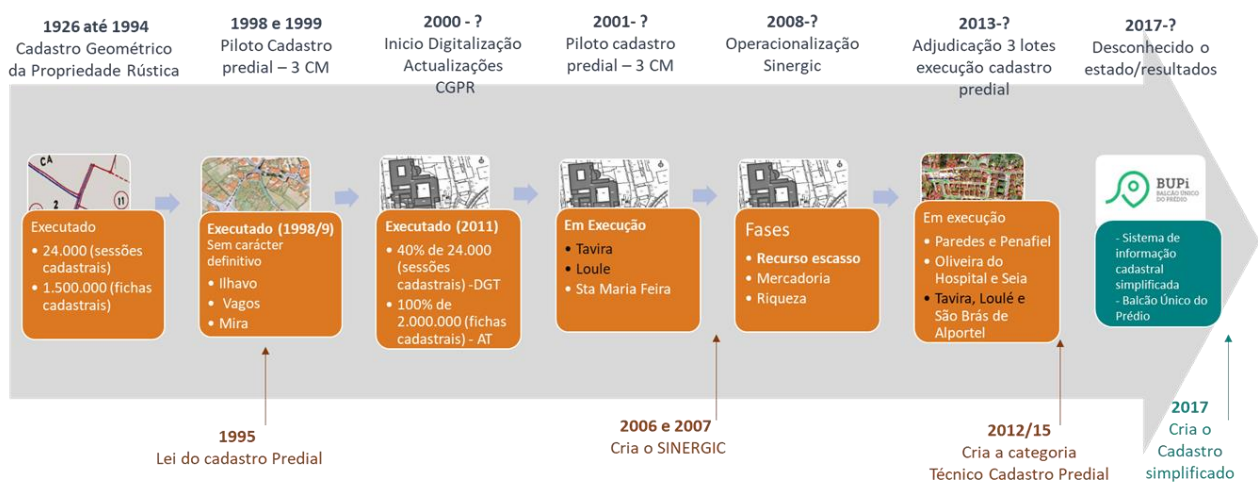 1926 até 1994
Cadastro Geométrico
da Propriedade Rústica
1998 e 1999
Piloto Cadastro
predial – 3 CM
2000 - ?
Inicio Digitalização
Actualizações
CGPR
2001- ?
Piloto cadastro
predial – 3 CM
2008-?
Operacionalização
Sinergic
2013-?
Adjudicação 3 lotes
execução cadastro
predial
2017-?
Desconhecido o
estado/resultados
CA
2
11
BUPi
BALCÃO ÚNICO
DO PRÉDIO
Executado
• 24.000 (sessões
cadastrais)
• 1.500.000 (fichas
cadastrais)
Executado (1998/9)
Sem carácter
definitivo
• Ilhavo
• Vagos
• Mira
Executado (2011)
• 40% de 24.000
(sessões
cadastrais) -DGT
• 100% de
2.000.000 (fichas
cadastrais) - AT
Em Execução
• Tavira
• Loule
• Sta Maria Feira
Fases
• Recurso escasso
• Mercadoria
• Riqueza
Em execução
• Paredes e Penafiel
• Oliveira do
Hospital e Seia
• Tavira, Loulé e
São Brás de
Alportel
- Sistema de
informação
cadastral
simplificada
- Balcão Único do
Prédio
1995
Lei do cadastro Predial
2006 e 2007
Cria o SINERGIC
2012/15
Cria a categoria
Técnico Cadastro Predial
2017
Cria o
Cadastro
simplificado